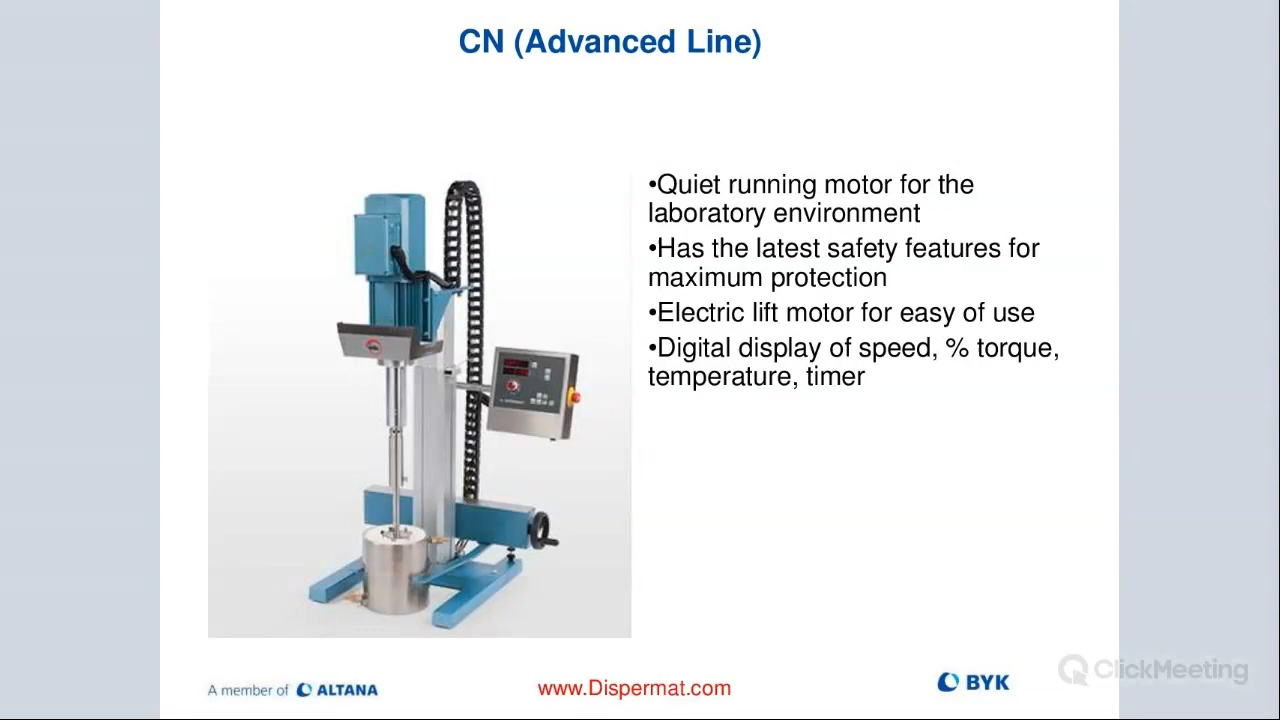 CN (Advanced Line)
•Quiet running motor for the
laboratory environment
•Has the latest safety features for
maximum protection
•Electric lift motor for easy of use
•Digital display of speed, % torque,
temperature, timer
A member of ALTANA
www.Dispermat.com
BYK
ClickMeeting